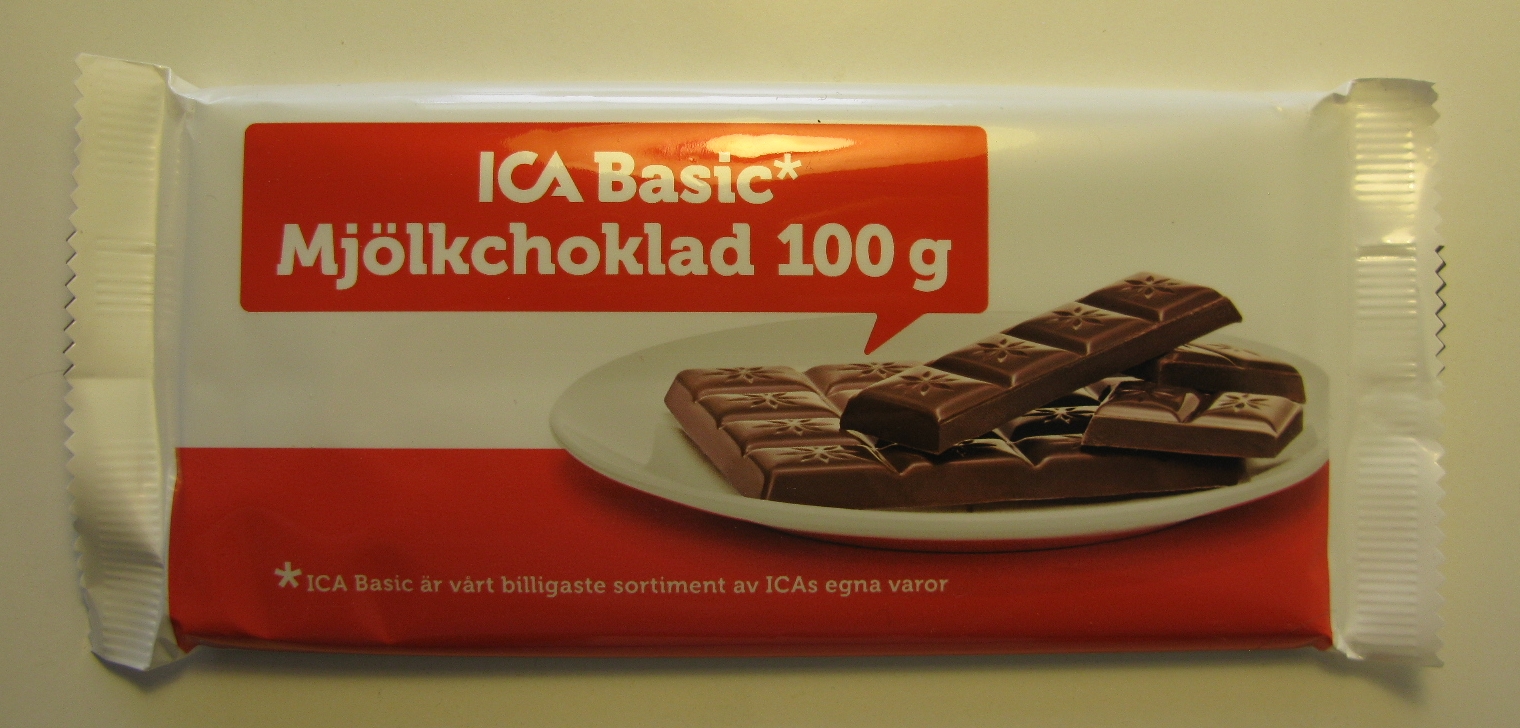 ICA Basic*
Mjölkchoklad 100 g
* ICA Basic är vårt billigaste sortiment av ICAs egna varor